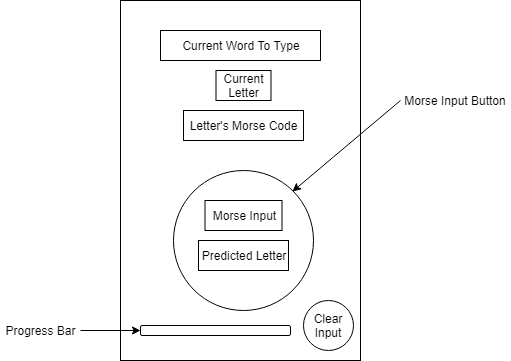 Current Word To Type
Current
Letter
Morse Input Button
Letter's Morse Code
Morse Input
Predicted Letter
Clear
Input
Progress Bar